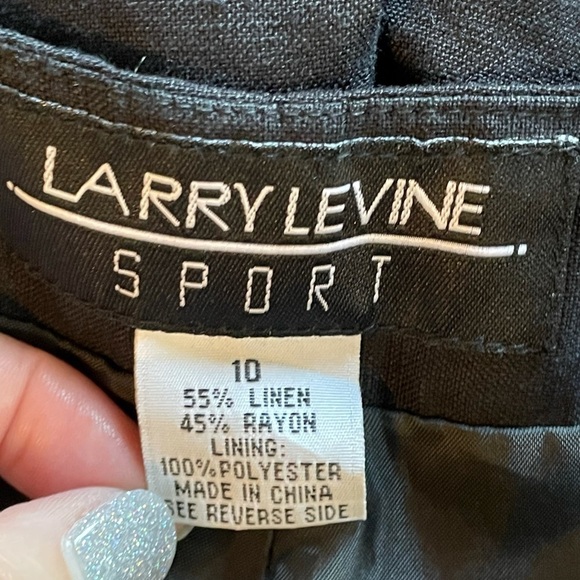 LARRY LEVINE
SPORT
10
55% LINEN
45% RAYON
LINING:
100% POLYESTER
MADE IN CHINA
SEE REVERSE SIDE